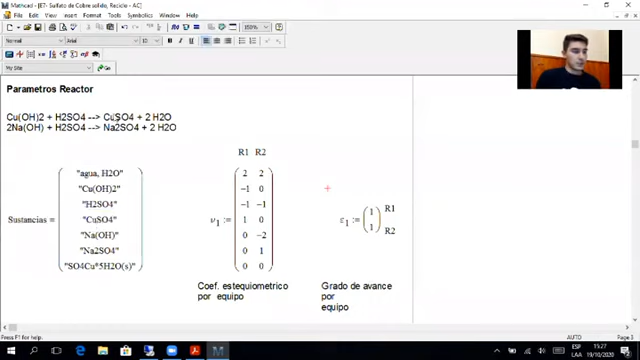 Mathcad - [E7- Sulfato de Cobre solido, Reciclo - AC]
File Edit View Insert Format Tools Symbolics Window Help
Normal Arial 10 B I U
My Site Go
Parametros Reactor
Cu(OH)2 + H2SO4 --> CuSO4 + 2 H2O
2Na(OH) + H2SO4 --> Na2SO4 + 2 H2O
R1 R2
Sustancias =
"agua, H2O"
"Cu(OH)2"
"H2SO4"
"CuSO4"
"Na(OH)"
"Na2SO4"
"SO4Cu*5H2O(s)"
ν1 :=
2 2
-1 0
-1 -1
1 0
0 -2
0 1
0 0
ε1 :=
1 R1
1 R2
Coef. estequiometrico
por equipo
Grado de avance
por
equipo
Press F1 for help.
AUTO
ESP
LAA
15:27
19/10/2020